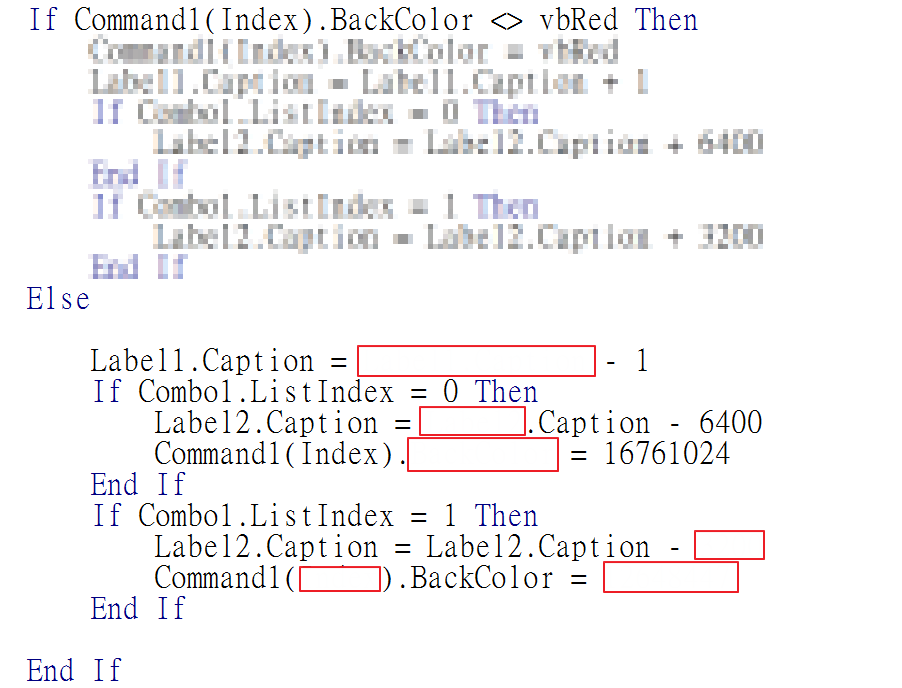 If Command1(Index).BackColor <> vbRed Then
Command1(Index).BackColor = vbRed
Label1.Caption = Label1.Caption + 1
If Combo1.ListIndex = 0 Then
Label2.Caption = Label2.Caption + 6400
End If
If Combo1.ListIndex = 1 Then
Label2.Caption = Label2.Caption + 3200
End If
Else
Label1.Caption = - 1
If Combo1.ListIndex = 0 Then
Label2.Caption = .Caption - 6400
Command1(Index). = 16761024
End If
If Combo1.ListIndex = 1 Then
Label2.Caption = Label2.Caption -
Command1( ).BackColor =
End If
End If